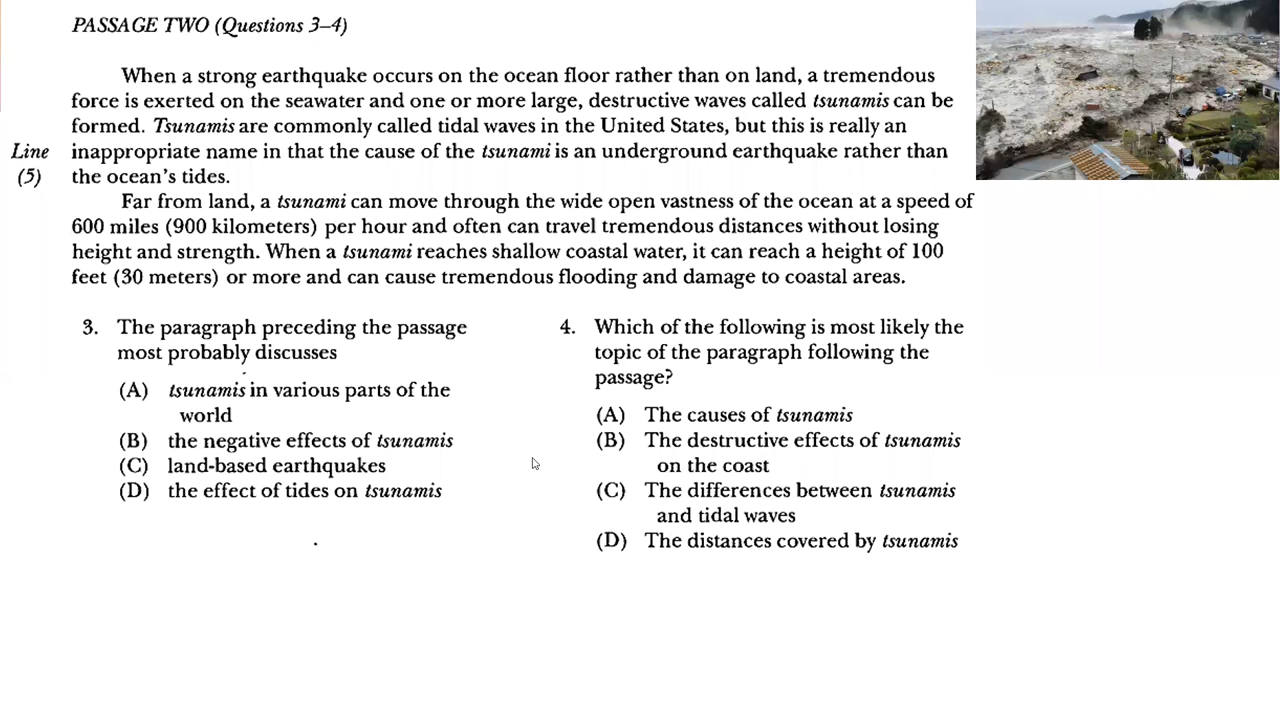 PASSAGE TWO (Questions 3–4)
When a strong earthquake occurs on the ocean floor rather than on land, a tremendous
force is exerted on the seawater and one or more large, destructive waves called tsunamis can be
formed. Tsunamis are commonly called tidal waves in the United States, but this is really an
Line inappropriate name in that the cause of the tsunami is an underground earthquake rather than
(5) the ocean's tides.
Far from land, a tsunami can move through the wide open vastness of the ocean at a speed of
600 miles (900 kilometers) per hour and often can travel tremendous distances without losing
height and strength. When a tsunami reaches shallow coastal water, it can reach a height of 100
feet (30 meters) or more and can cause tremendous flooding and damage to coastal areas.
3. The paragraph preceding the passage
most probably discusses
(A) tsunamis in various parts of the
world
(B) the negative effects of tsunamis
(C) land-based earthquakes
(D) the effect of tides on tsunamis
4. Which of the following is most likely the
topic of the paragraph following the
passage?
(A) The causes of tsunamis
(B) The destructive effects of tsunamis
on the coast
(C) The differences between tsunamis
and tidal waves
(D) The distances covered by tsunamis